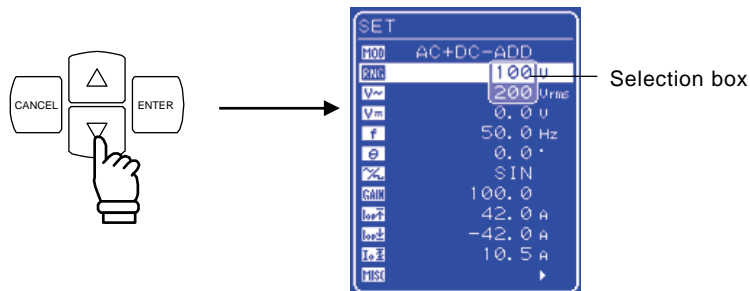 CANCEL
ENTER
SET
MOD AC+DC-ADD
RNG 100 V
V~ 200 Vrms
V⎓ 0.0 V
f 50.0 Hz
θ 0.0 °
SIN
GAIN 100.0
42.0 A
-42.0 A
10.5 A
MISC
Selection box